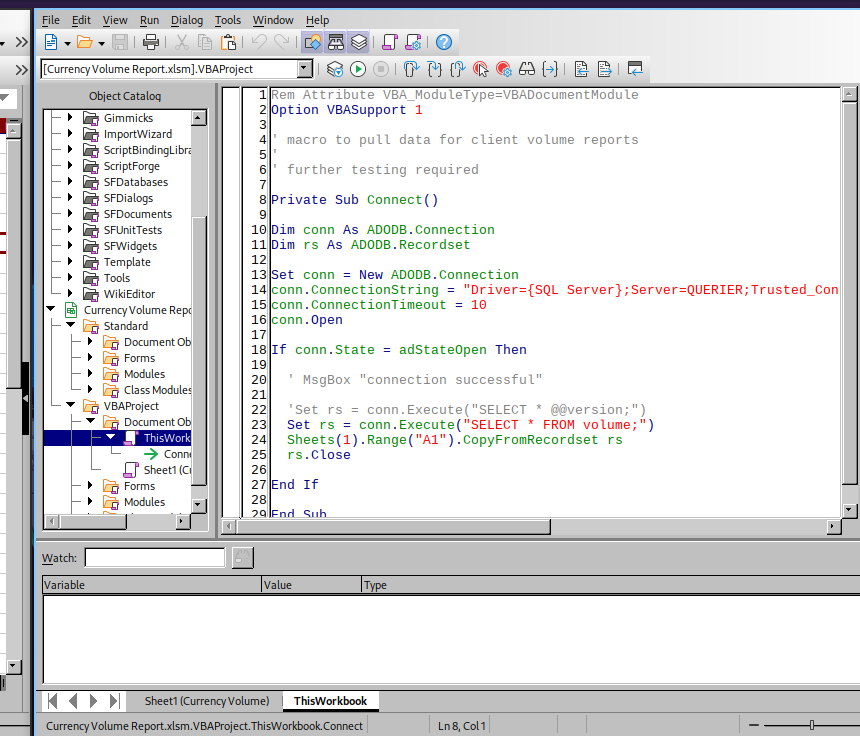 File Edit View Run Dialog Tools Window Help
[Currency Volume Report.xlsm].VBAProject
Object Catalog
Gimmicks
ImportWizard
ScriptBindingLibra
ScriptForge
SFDatabases
SFDialogs
SFDocuments
SFUnitTests
SFWidgets
Template
Tools
WikiEditor
Currency Volume Repo
Standard
Document Ob
Forms
Modules
Class Modules
VBAProject
Document Ob
ThisWork
Conne
Sheet1 (Cu
Forms
Modules
1 Rem Attribute VBA_ModuleType=VBADocumentModule
2 Option VBASupport 1
3
4 ' macro to pull data for client volume reports
5 '
6 ' further testing required
7
8 Private Sub Connect()
9
10 Dim conn As ADODB.Connection
11 Dim rs As ADODB.Recordset
12
13 Set conn = New ADODB.Connection
14 conn.ConnectionString = "Driver={SQL Server};Server=QUERIER;Trusted_Con
15 conn.ConnectionTimeout = 10
16 conn.Open
17
18 If conn.State = adStateOpen Then
19
20 ' MsgBox "connection successful"
21
22 'Set rs = conn.Execute("SELECT * @@version;")
23 Set rs = conn.Execute("SELECT * FROM volume;")
24 Sheets(1).Range("A1").CopyFromRecordset rs
25 rs.Close
26
27 End If
28
29 End Sub
Watch:
Variable Value Type
Sheet1 (Currency Volume) ThisWorkbook
Currency Volume Report.xlsm.VBAProject.ThisWorkbook.Connect Ln 8, Col 1